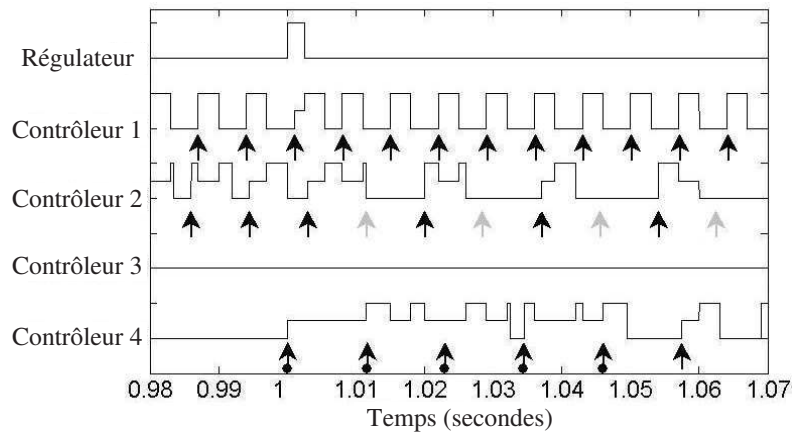 Régulateur
Contrôleur 1
Contrôleur 2
Contrôleur 3
Contrôleur 4
0.98 0.99 1 1.01 1.02 1.03 1.04 1.05 1.06 1.07
Temps (secondes)